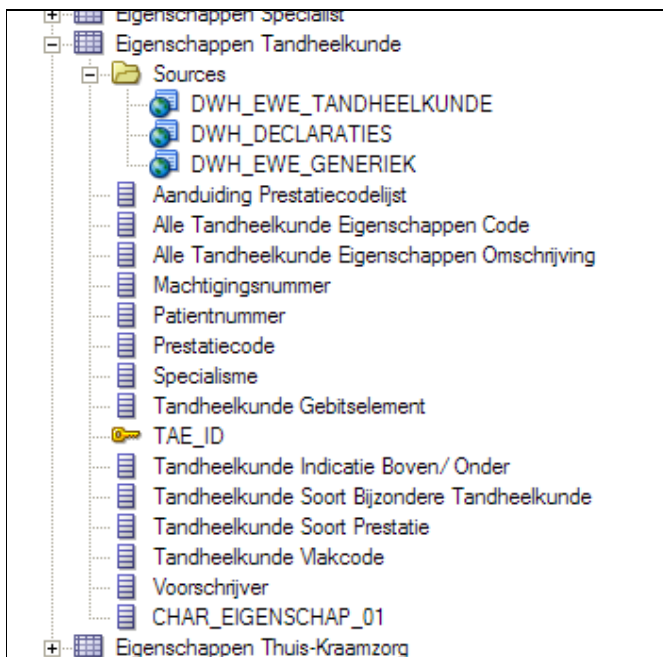 Eigenschappen Specialist
Eigenschappen Tandheelkunde
Sources
DWH_EWE_TANDHEELKUNDE
DWH_DECLARATIES
DWH_EWE_GENERIEK
Aanduiding Prestatiecodelijst
Alle Tandheelkunde Eigenschappen Code
Alle Tandheelkunde Eigenschappen Omschrijving
Machtigingsnummer
Patientnummer
Prestatiecode
Specialisme
Tandheelkunde Gebitselement
TAE_ID
Tandheelkunde Indicatie Boven/ Onder
Tandheelkunde Soort Bijzondere Tandheelkunde
Tandheelkunde Soort Prestatie
Tandheelkunde Vlakcode
Voorschrijver
CHAR_EIGENSCHAP_01
Eigenschappen Thuis-Kraamzorg